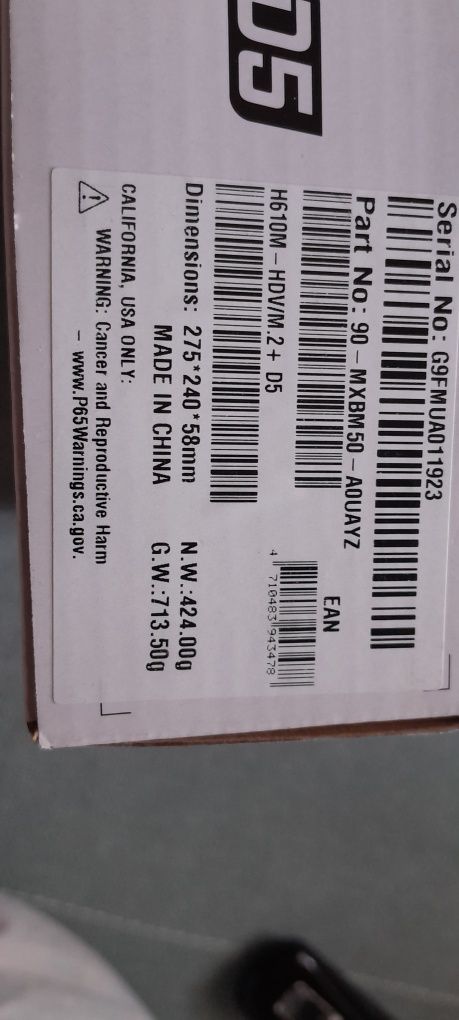 D5
Serial No: G9FMUA011923
Part No: 90-MXBM50-A0UAYZ
EAN
4 710483 943478
H610M-HDV/M.2+ D5
Dimensions: 275*240*58mm N.W.:424.00g
MADE IN CHINA G.W.:713.50g
CALIFORNIA, USA ONLY:
WARNING: Cancer and Reproductive Harm
- www.P65Warnings.ca.gov.